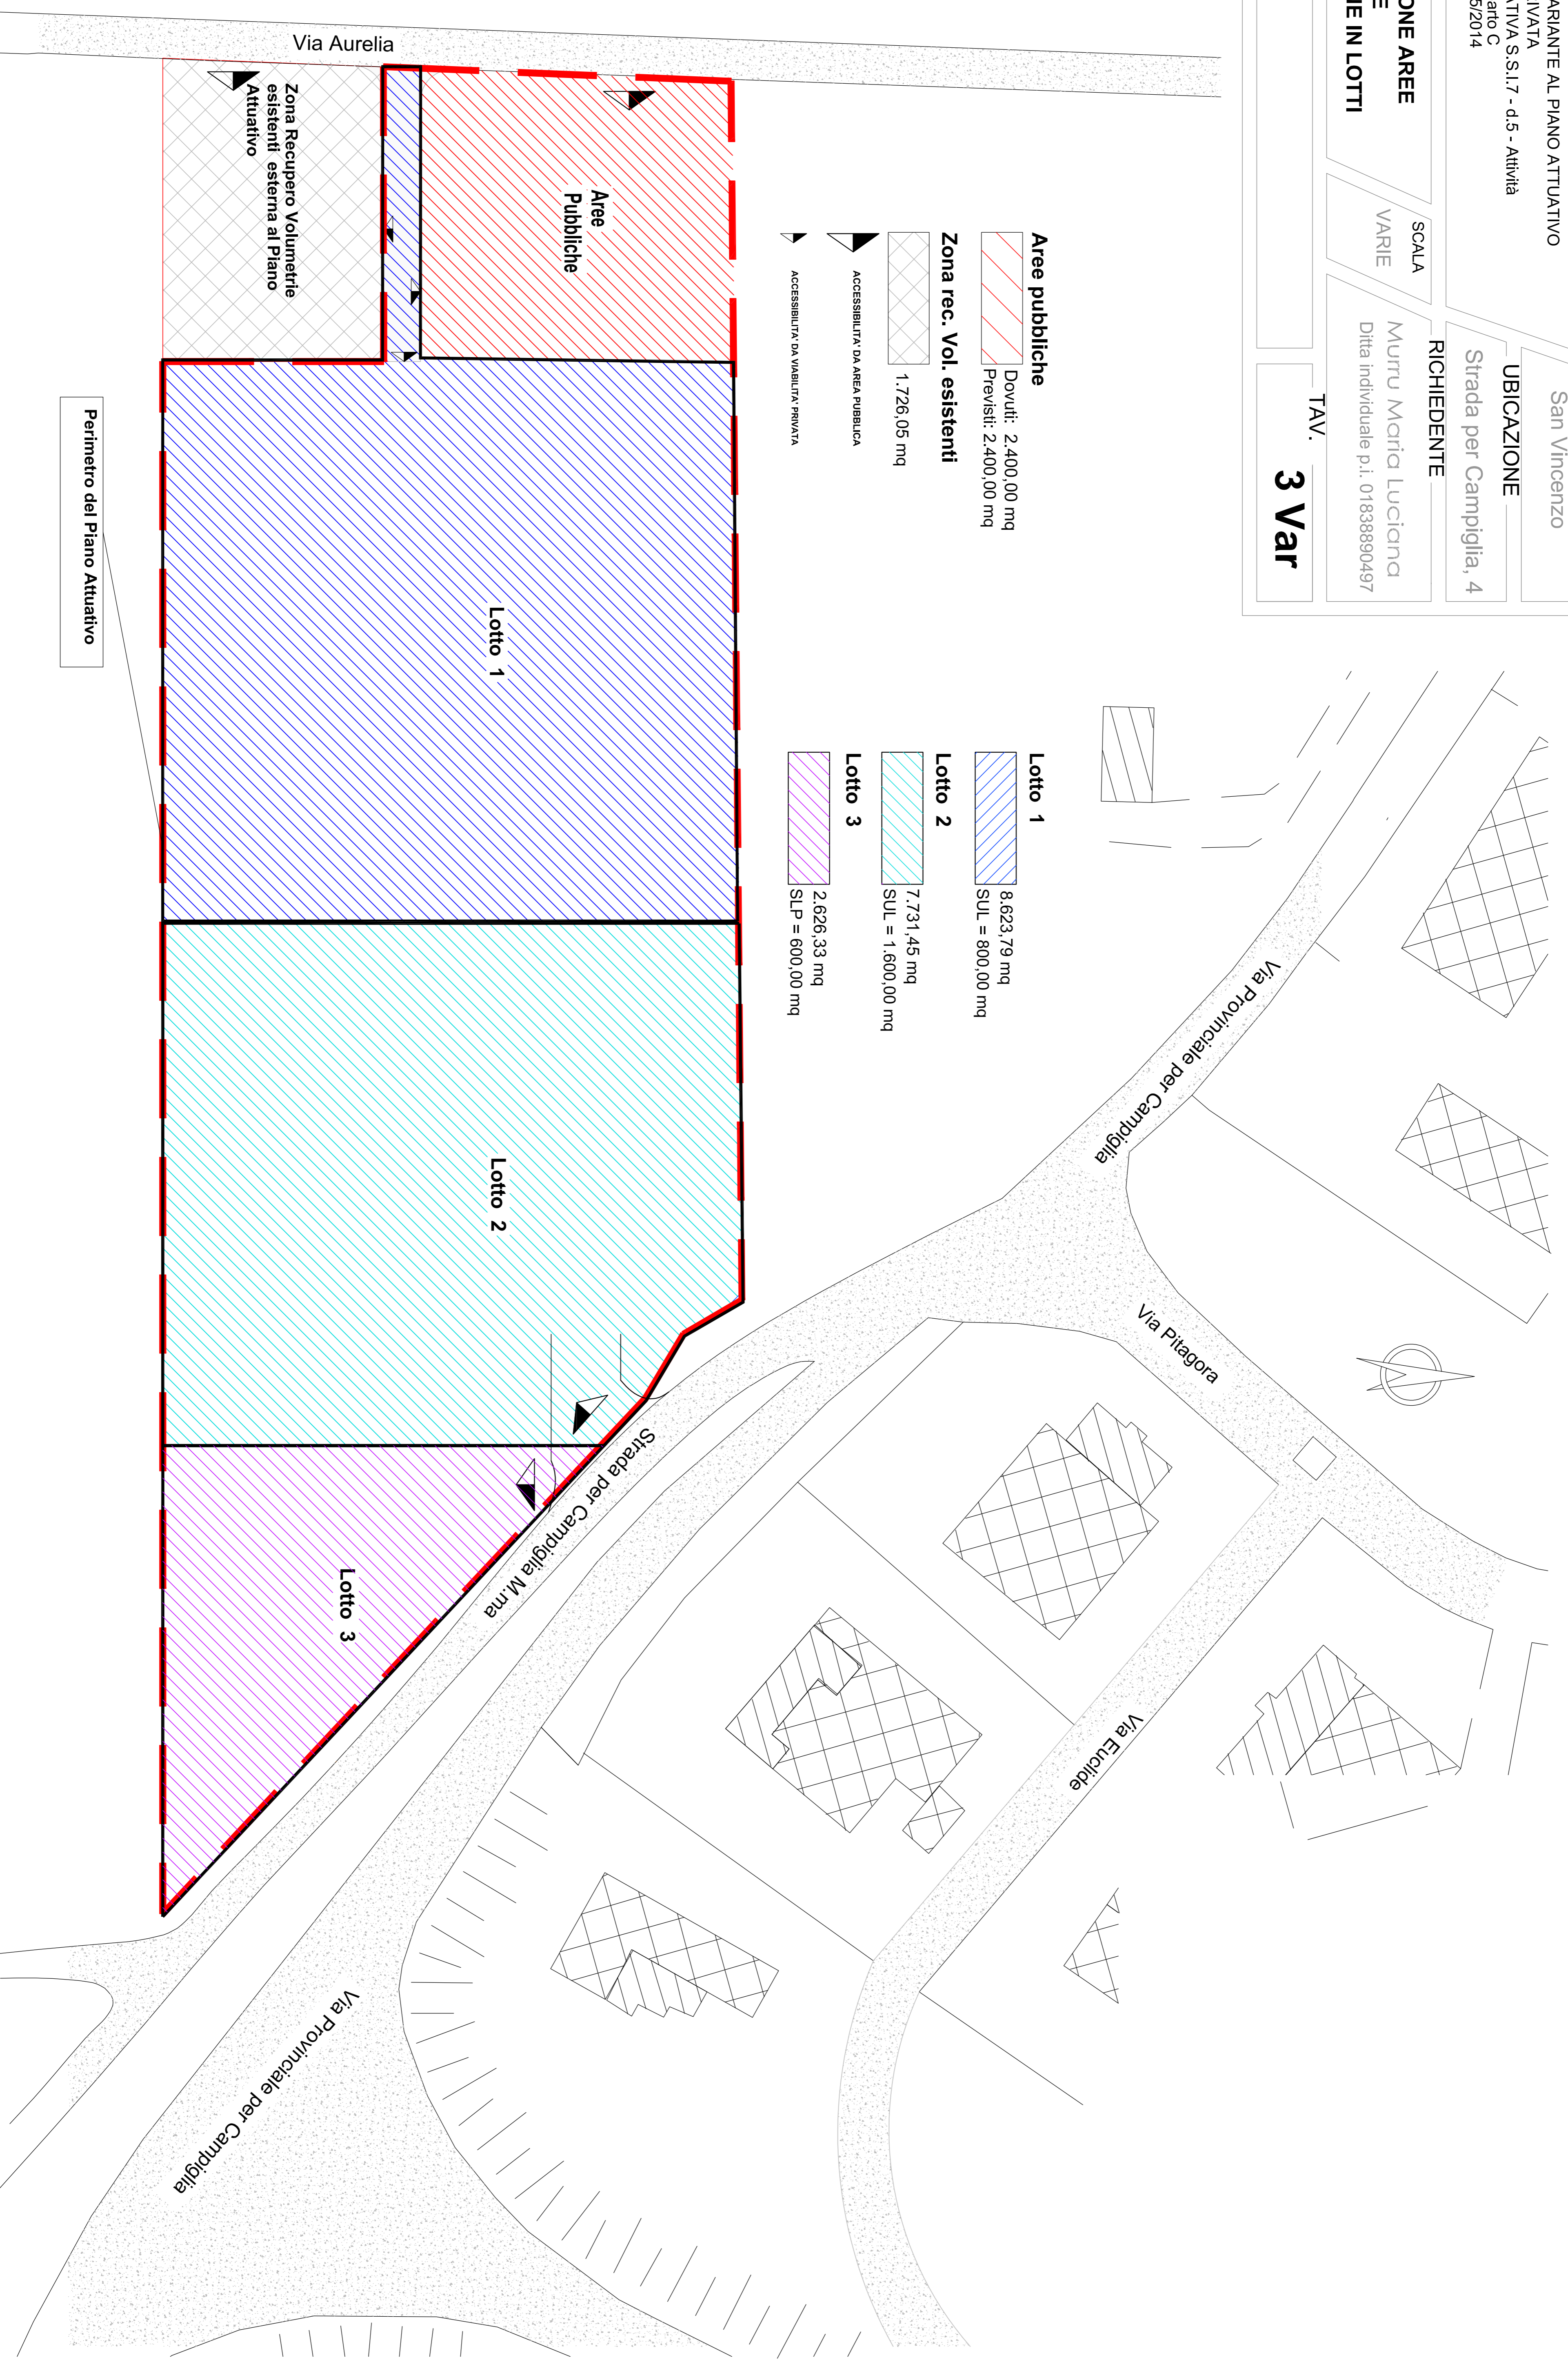 ARIANTE AL PIANO ATTUATIVO
IVATA
ATIVA S.S.I.7 - d.5 - Attività
arto C
5/2014
ONE AREE
E
NE IN LOTTI
SCALA
VARIE
San Vincenzo
UBICAZIONE
Strada per Campiglia, 4
RICHIEDENTE
Murru Maria Luciana
Ditta individuale p.i. 01838890497
TAV.
3 Var
Aree pubbliche
Dovuti: 2.400,00 mq
Previsti: 2.400,00 mq
Zona rec. Vol. esistenti
1.726,05 mq
ACCESSIBILITA' DA AREA PUBBLICA
ACCESSIBILITA' DA VIABILITA' PRIVATA
Lotto 1
8.623,79 mq
SUL = 800,00 mq
Lotto 2
7.731,45 mq
SUL = 1.600,00 mq
Lotto 3
2.626,33 mq
SLP = 600,00 mq
Via Aurelia
Aree
Pubbliche
Zona Recupero Volumetrie
esistenti esterna al Piano
Attuativo
Lotto 1
Lotto 2
Lotto 3
Perimetro del Piano Attuativo
Via Provinciale per Campiglia
Via Pitagora
Strada per Campiglia M.ma
Via Euclide
Via Provinciale per Campiglia